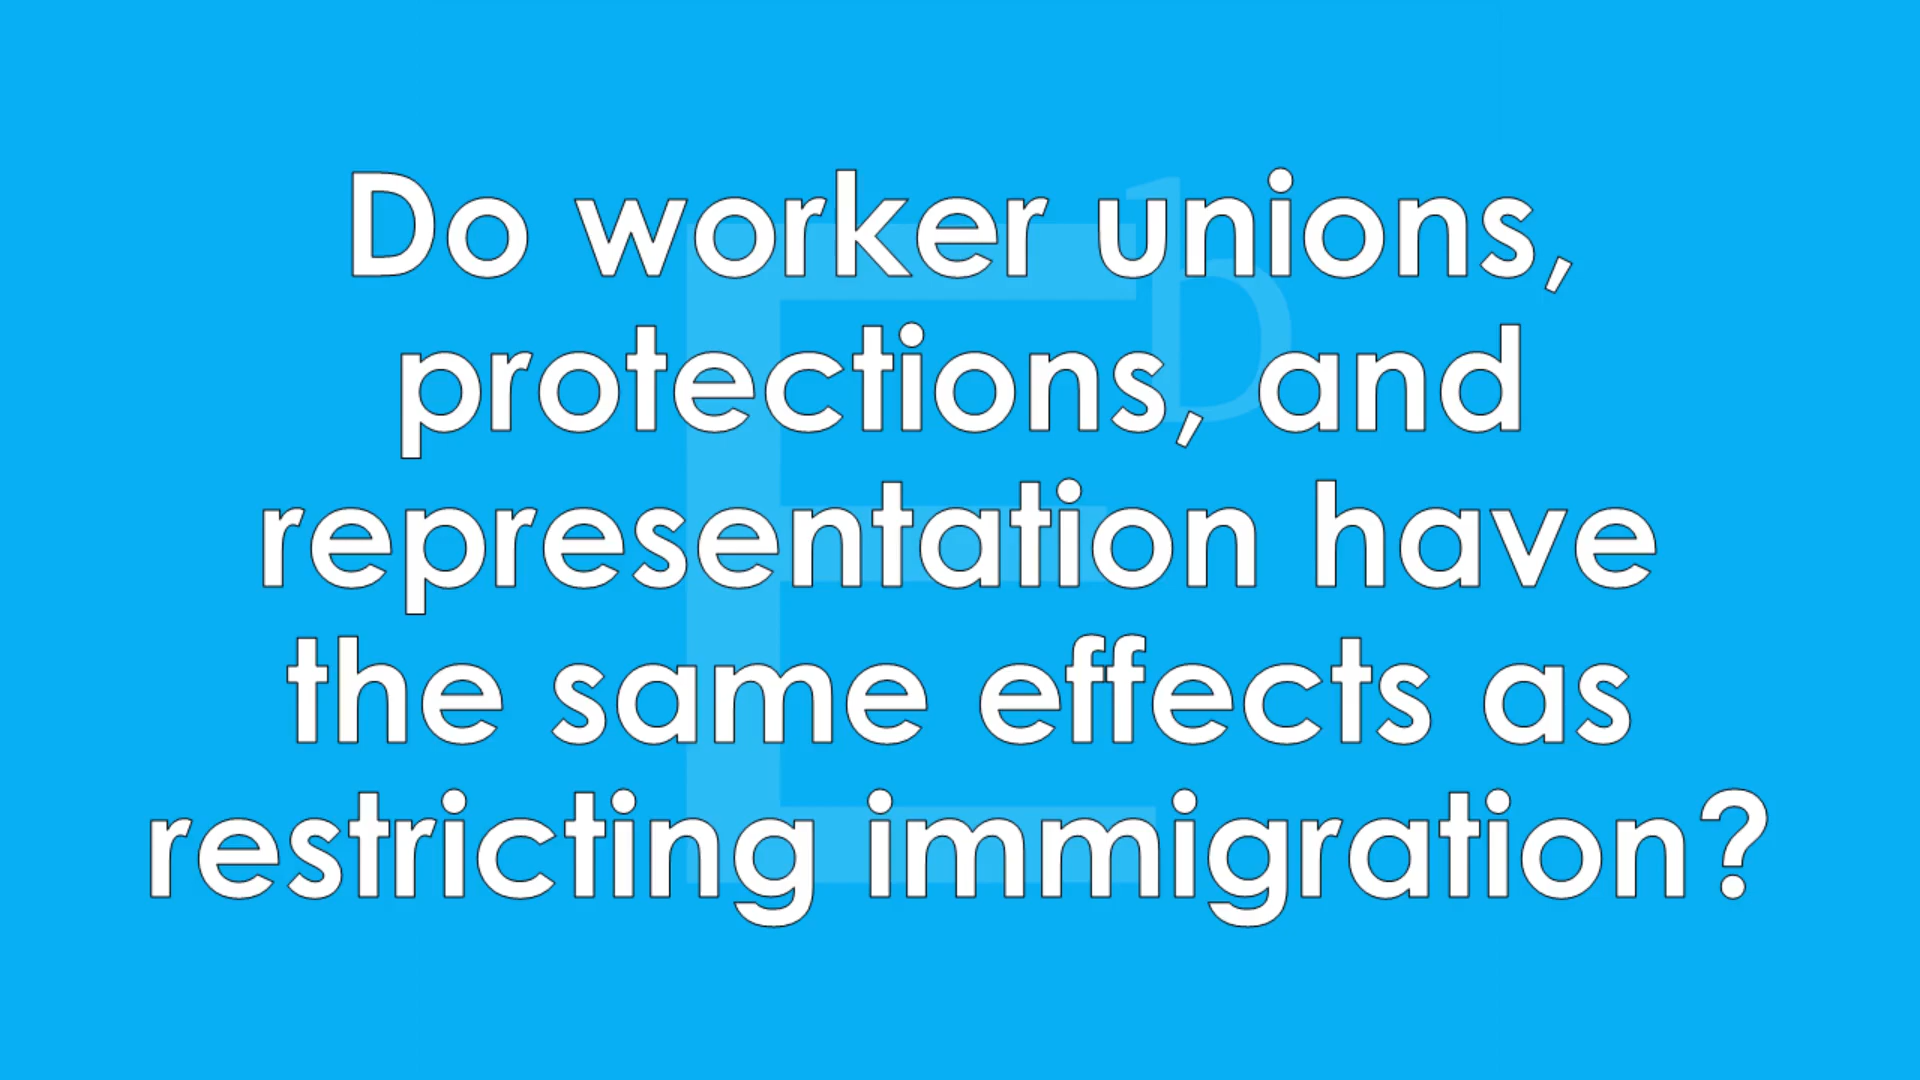 Do worker unions,
protections, and
representation have
the same effects as
restricting immigration?
E b